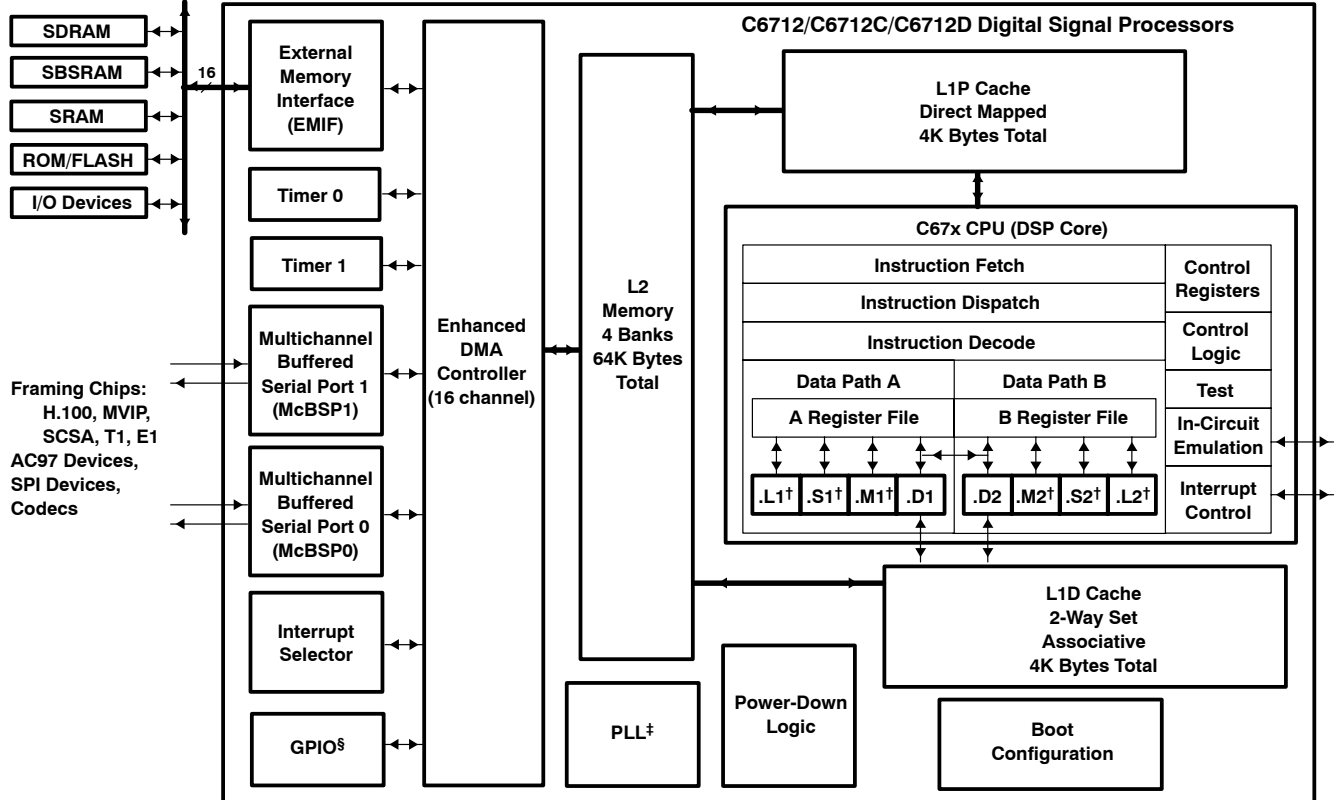 C6712/C6712C/C6712D Digital Signal Processors
SDRAM
SBSRAM
SRAM
ROM/FLASH
I/O Devices
16
External
Memory
Interface
(EMIF)
Timer 0
Timer 1
Multichannel
Buffered
Serial Port 1
(McBSP1)
Framing Chips:
H.100, MVIP,
SCSA, T1, E1
AC97 Devices,
SPI Devices,
Codecs
Multichannel
Buffered
Serial Port 0
(McBSP0)
Interrupt
Selector
GPIO§
Enhanced
DMA
Controller
(16 channel)
L2
Memory
4 Banks
64K Bytes
Total
L1P Cache
Direct Mapped
4K Bytes Total
C67x CPU (DSP Core)
Instruction Fetch
Instruction Dispatch
Instruction Decode
Control
Registers
Control
Logic
Test
In-Circuit
Emulation
Interrupt
Control
Data Path A
Data Path B
A Register File
B Register File
.L1† .S1† .M1† .D1 .D2 .M2† .S2† .L2†
L1D Cache
2-Way Set
Associative
4K Bytes Total
PLL‡
Power-Down
Logic
Boot
Configuration